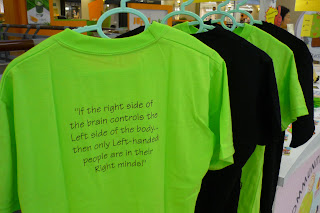 "If the right side of
the brain controls the
Left side of the body...
then only Left-handed
people are in their
Right minds!"